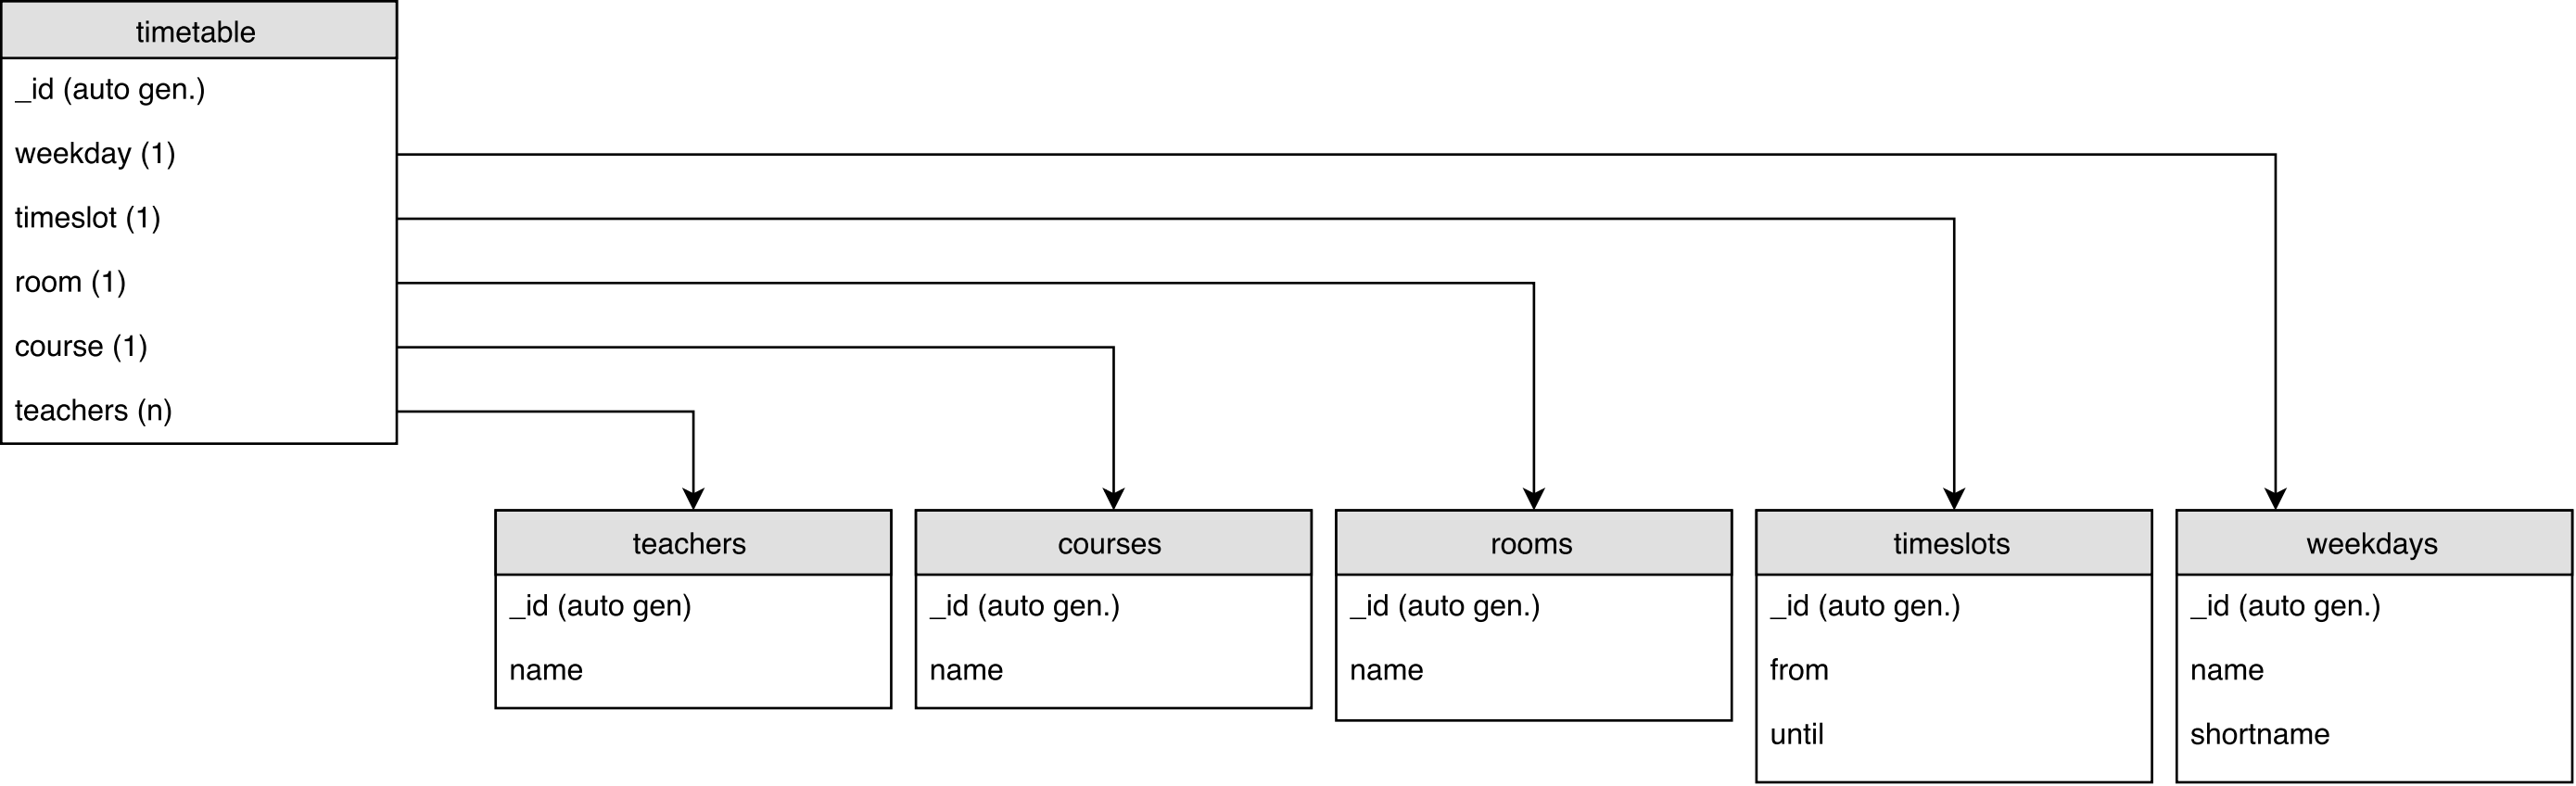 timetable
_id (auto gen.)
weekday (1)
timeslot (1)
room (1)
course (1)
teachers (n)
teachers
_id (auto gen)
name
courses
_id (auto gen.)
name
rooms
_id (auto gen.)
name
timeslots
_id (auto gen.)
from
until
weekdays
_id (auto gen.)
name
shortname